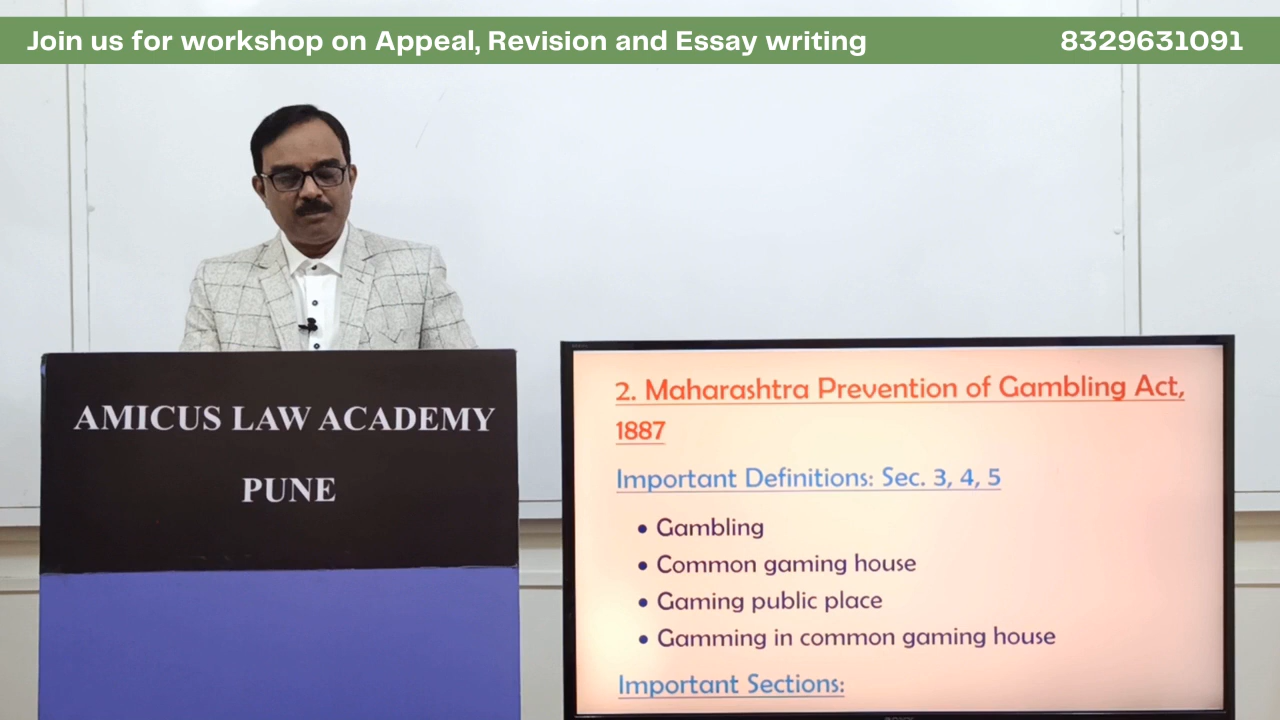 Join us for workshop on Appeal, Revision and Essay writing 8329631091
AMICUS LAW ACADEMY
PUNE
2. Maharashtra Prevention of Gambling Act,
1887
Important Definitions: Sec. 3, 4, 5
• Gambling
• Common gaming house
• Gaming public place
• Gamming in common gaming house
Important Sections: